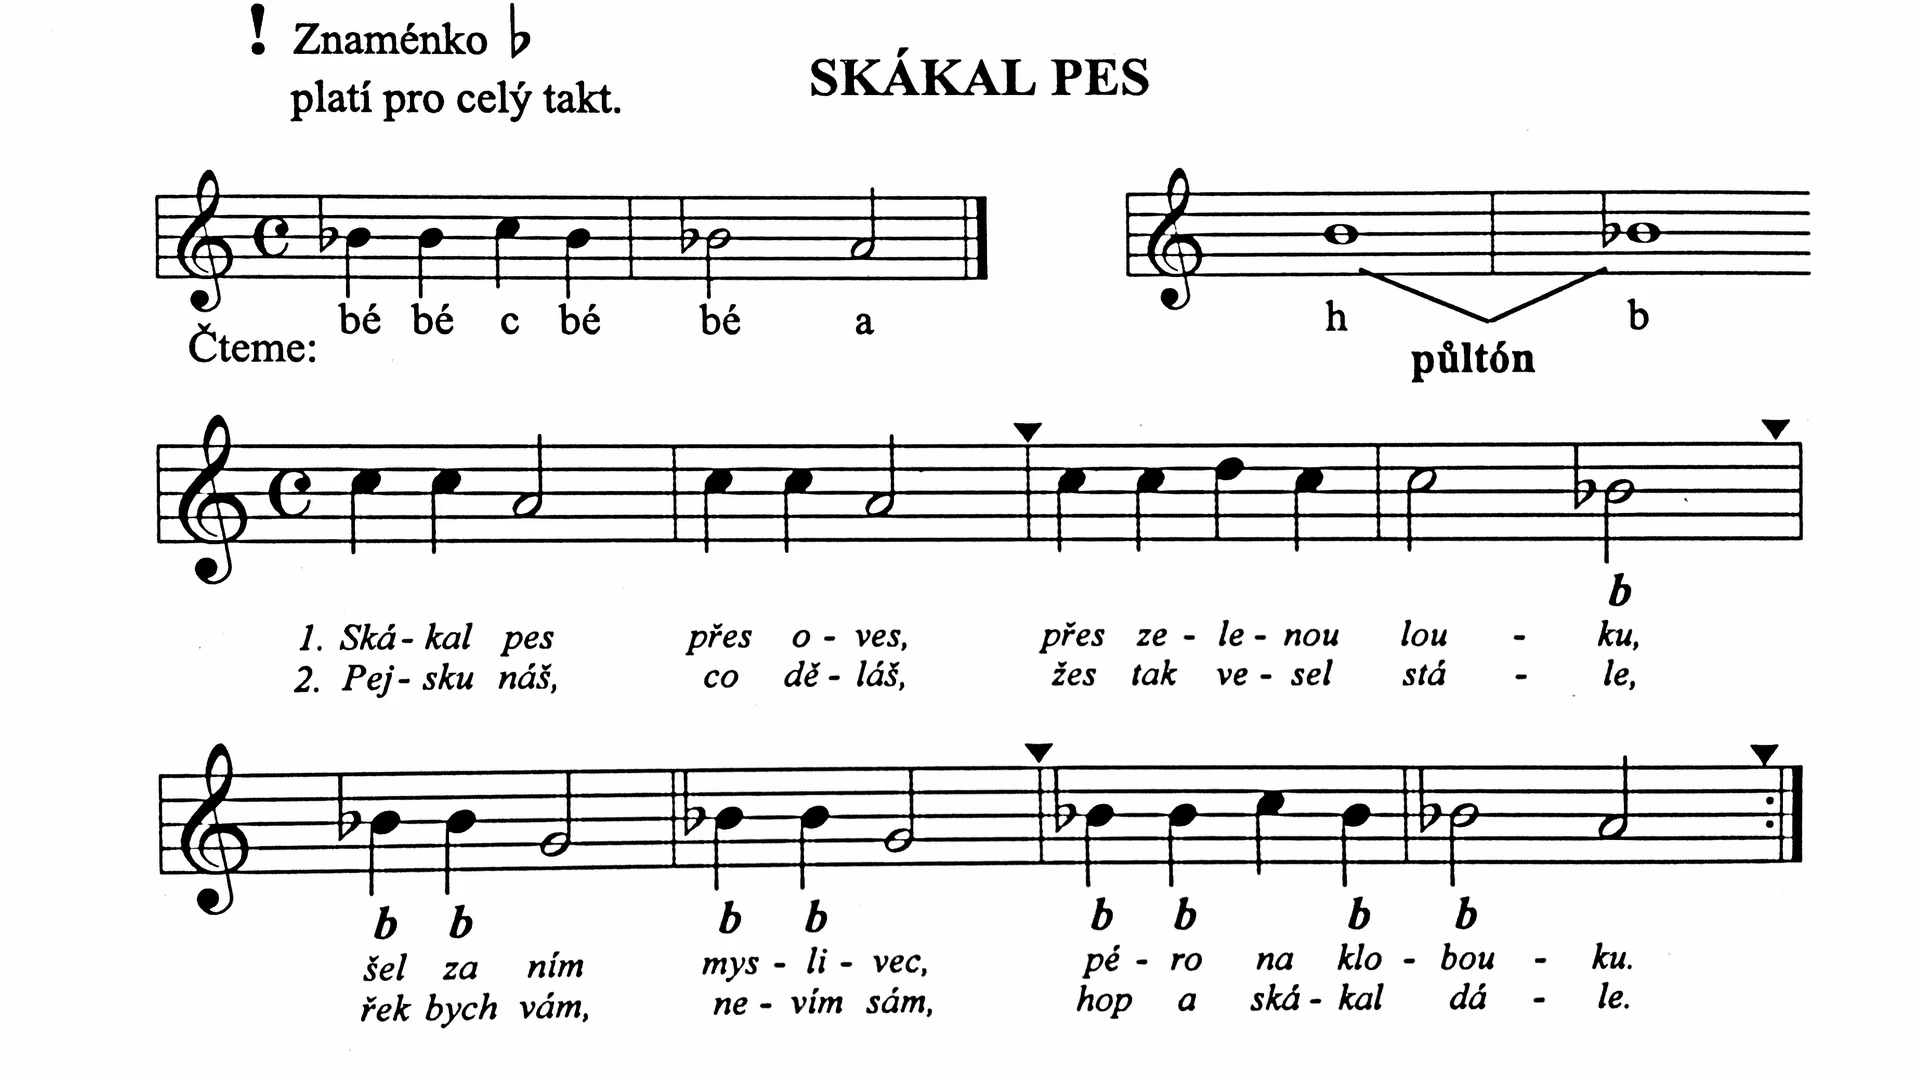 ! Znaménko ♭
platí pro celý takt.
SKÁKAL PES
bé bé c bé bé a
Čteme:
h b
půltón
b
1. Ská- kal pes přes o - ves, přes ze - le - nou lou - ku,
2. Pej- sku náš, co dě - láš, žes tak ve - sel stá - le,
b b b b b b b b
šel za ním mys - li - vec, pé - ro na klo - bou - ku.
řek bych vám, ne - vím sám, hop a ská - kal dá - le.